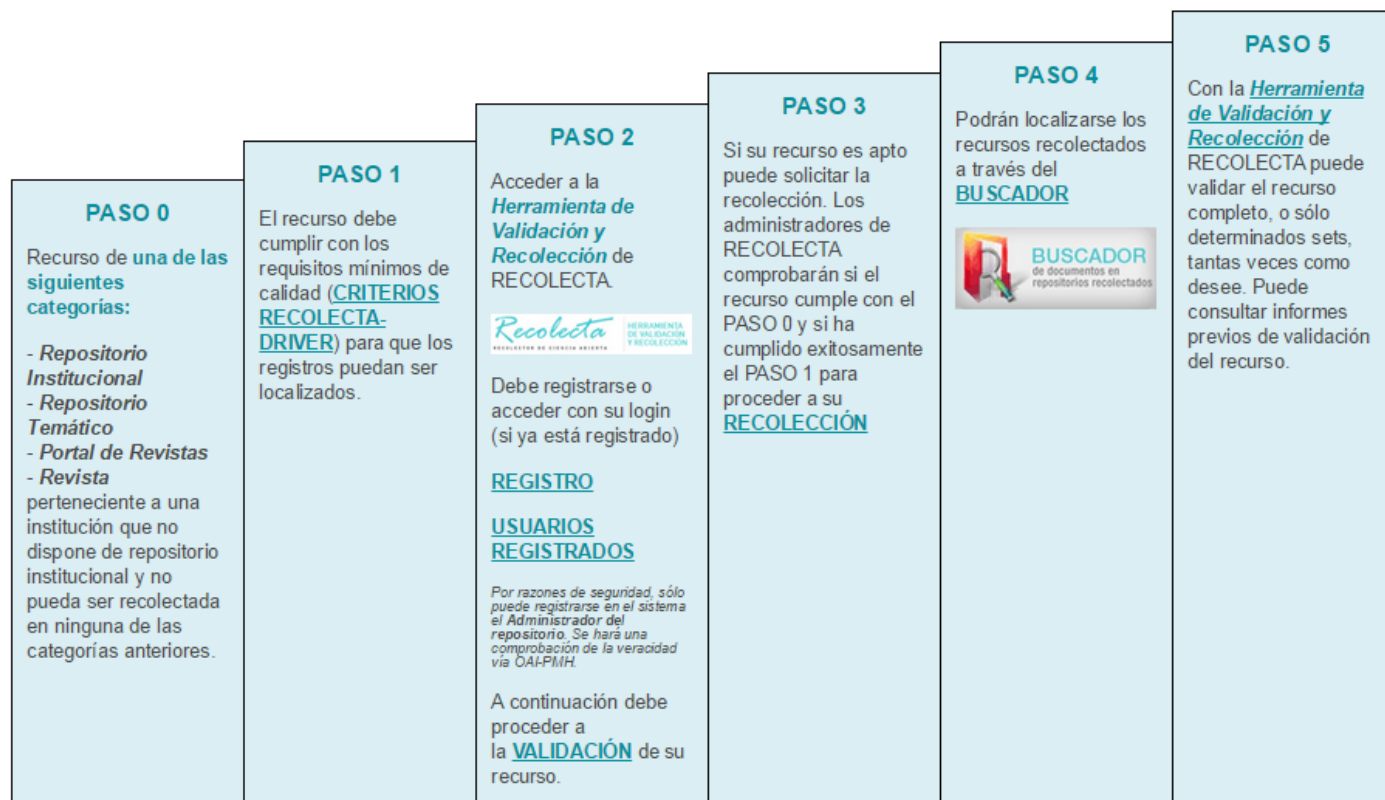 PASO 0
Recurso de una de las
siguientes
categorías:
- Repositorio
Institucional
- Repositorio
Temático
- Portal de Revistas
- Revista
perteneciente a una
institución que no
dispone de repositorio
institucional y no
pueda ser recolectada
en ninguna de las
categorías anteriores.
PASO 1
El recurso debe
cumplir con los
requisitos mínimos de
calidad (CRITERIOS
RECOLECTA-
DRIVER) para que los
registros puedan ser
localizados.
PASO 2
Acceder a la
Herramienta de
Validación y
Recolección de
RECOLECTA.
Recolecta
RECOLECTOR DE CIENCIA ABIERTA
HERRAMIENTA
DE VALIDACIÓN
Y RECOLECCIÓN
Debe registrarse o
acceder con su login
(si ya está registrado)
REGISTRO
USUARIOS
REGISTRADOS
Por razones de seguridad, sólo
puede registrarse en el sistema
el Administrador del
repositorio. Se hará una
comprobación de la veracidad
vía OAI-PMH.
A continuación debe
proceder a
la VALIDACIÓN de su
recurso.
PASO 3
Si su recurso es apto
puede solicitar la
recolección. Los
administradores de
RECOLECTA
comprobarán si el
recurso cumple con el
PASO 0 y si ha
cumplido exitosamente
el PASO 1 para
proceder a su
RECOLECCIÓN
PASO 4
Podrán localizarse los
recursos recolectados
a través del
BUSCADOR
BUSCADOR
de documentos en
repositorios recolectados
PASO 5
Con la Herramienta
de Validación y
Recolección de
RECOLECTA puede
validar el recurso
completo, o sólo
determinados sets,
tantas veces como
desee. Puede
consultar informes
previos de validación
del recurso.